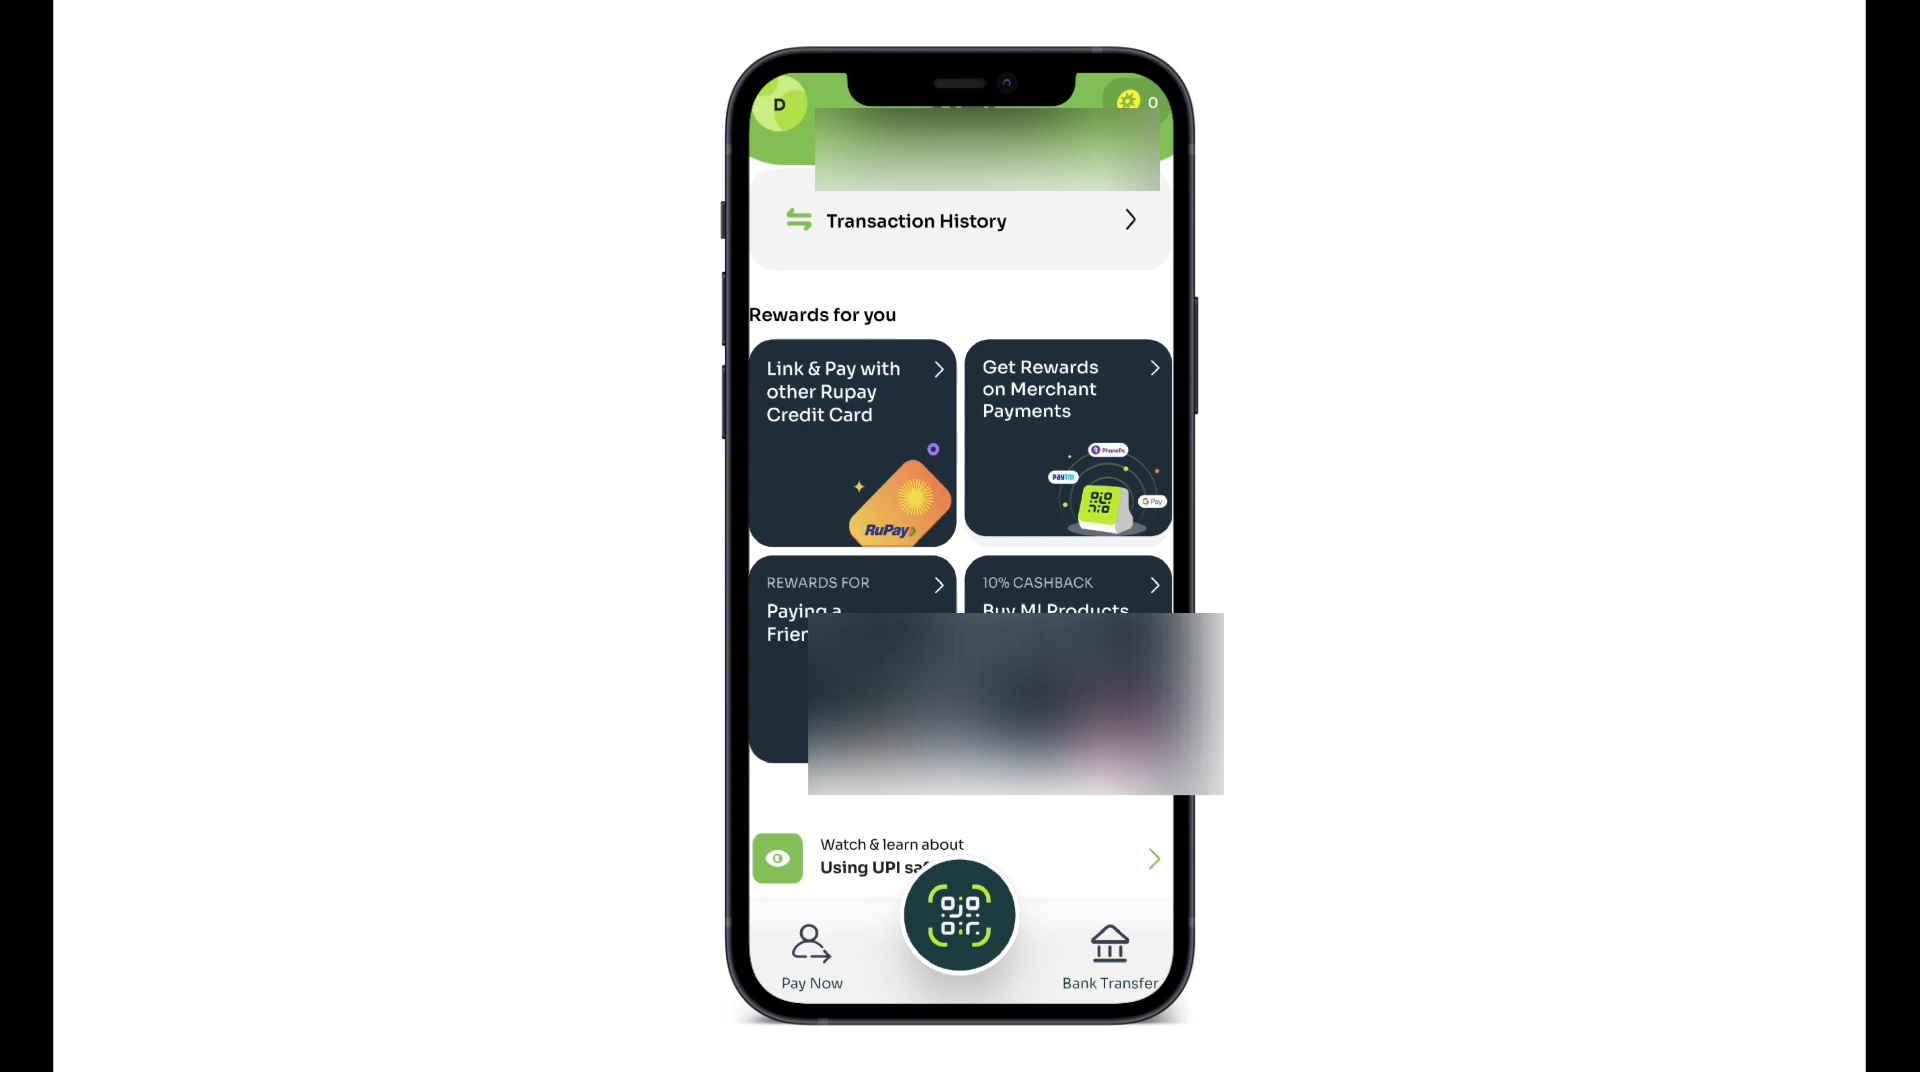 D
0
Transaction History
Rewards for you
Link & Pay with
other Rupay
Credit Card
RuPay
Get Rewards
on Merchant
Payments
PhonePe
paytm
G Pay
REWARDS FOR
Paying a
10% CASHBACK
Buy MI Products
Watch & learn about
Using UPI
Pay Now
Bank Transfer